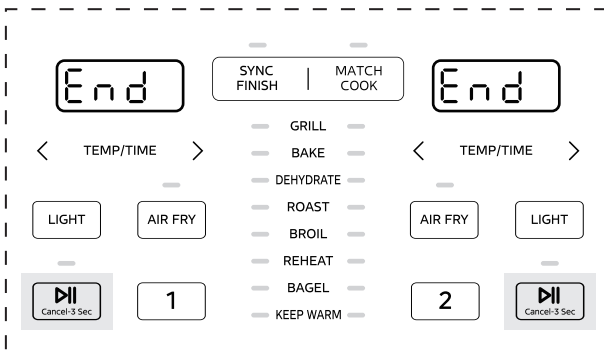 End
SYNC FINISH
MATCH COOK
End
TEMP/TIME
TEMP/TIME
GRILL
BAKE
DEHYDRATE
ROAST
BROIL
REHEAT
BAGEL
KEEP WARM
LIGHT
AIR FRY
AIR FRY
LIGHT
Cancel-3 Sec
1
2
Cancel-3 Sec